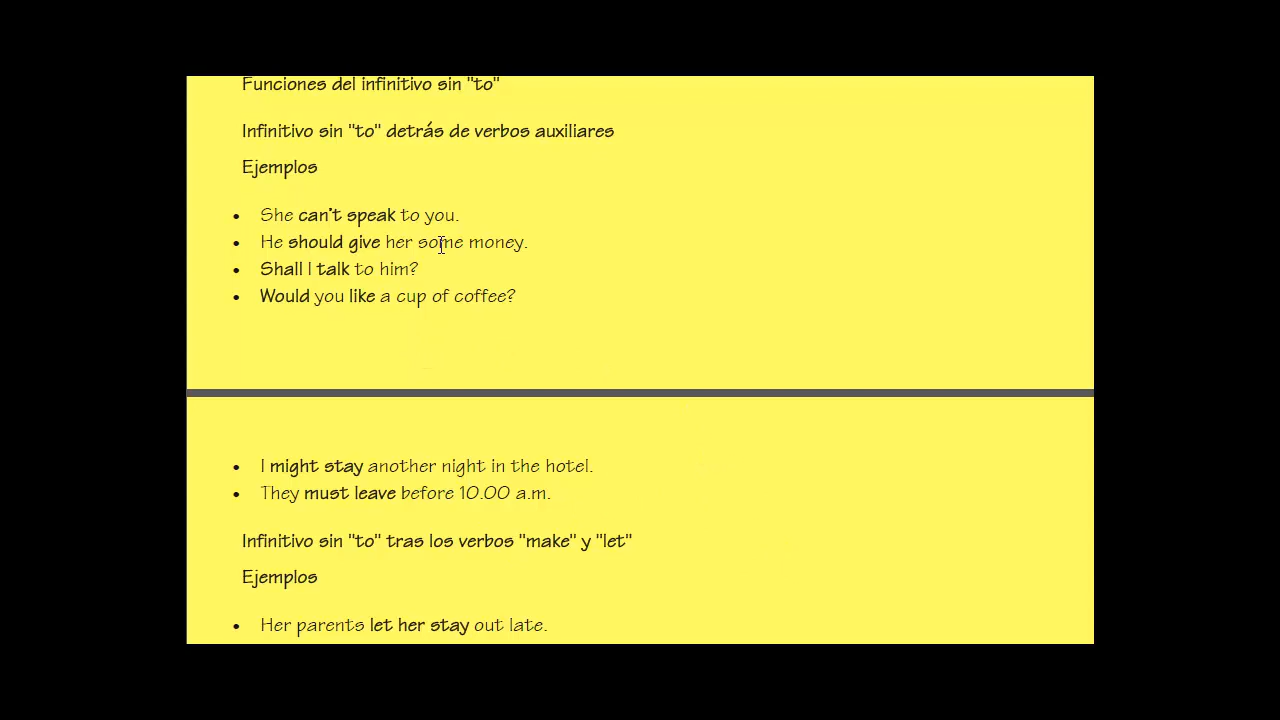 Funciones del infinitivo sin "to"
Infinitivo sin "to" detrás de verbos auxiliares
Ejemplos
• She can't speak to you.
• He should give her some money.
• Shall I talk to him?
• Would you like a cup of coffee?
• I might stay another night in the hotel.
• They must leave before 10.00 a.m.
Infinitivo sin "to" tras los verbos "make" y "let"
Ejemplos
• Her parents let her stay out late.